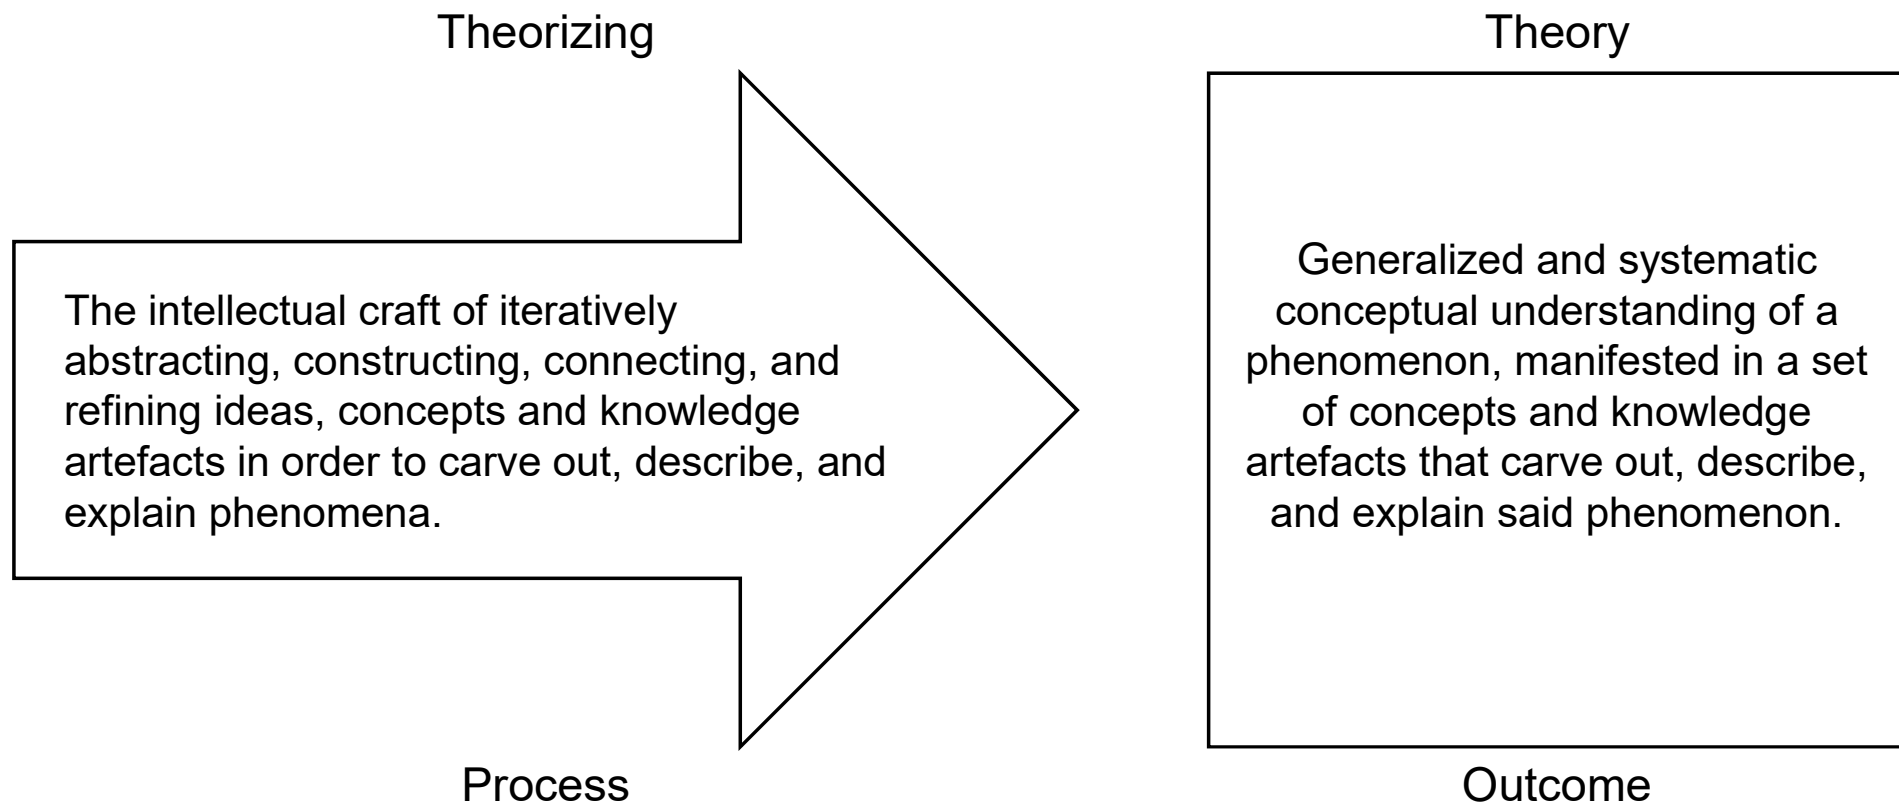 Theorizing
Theory
The intellectual craft of iteratively
abstracting, constructing, connecting, and
refining ideas, concepts and knowledge
artefacts in order to carve out, describe, and
explain phenomena.
Generalized and systematic
conceptual understanding of a
phenomenon, manifested in a set
of concepts and knowledge
artefacts that carve out, describe,
and explain said phenomenon.
Process
Outcome